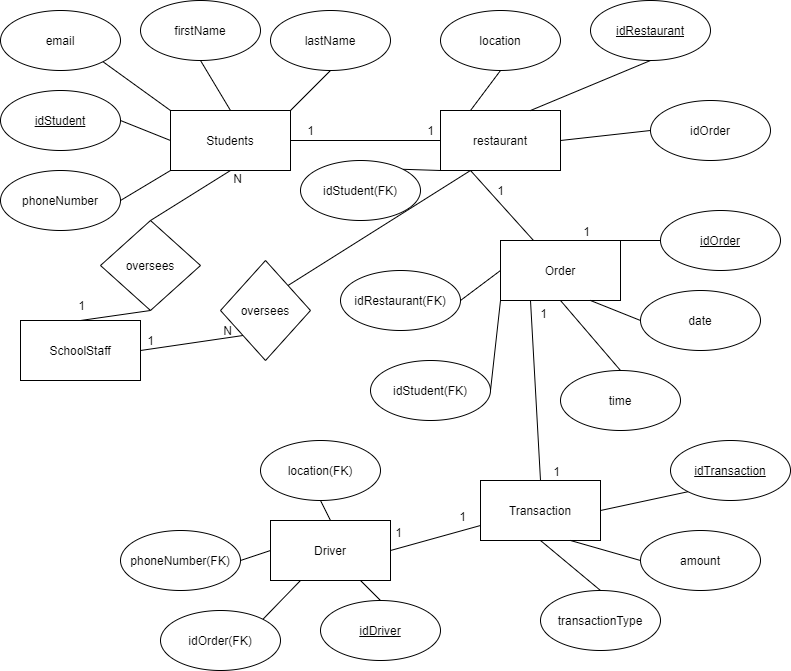 firstName
email
lastName
location
idRestaurant
idStudent
Students
1
1
restaurant
idOrder
N
idStudent(FK)
1
phoneNumber
1
idOrder
oversees
Order
oversees
idRestaurant(FK)
1
1
date
N
1
SchoolStaff
idStudent(FK)
time
location(FK)
1
idTransaction
1
1
Transaction
Driver
phoneNumber(FK)
amount
transactionType
idOrder(FK)
idDriver